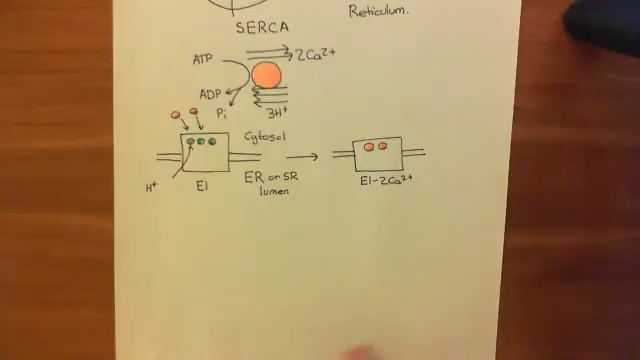 Reticulum.
SERCA
ATP
2Ca²⁺
ADP
Pi
3H⁺
Cytosol
H⁺
E1
ER or SR
lumen
E1-2Ca²⁺